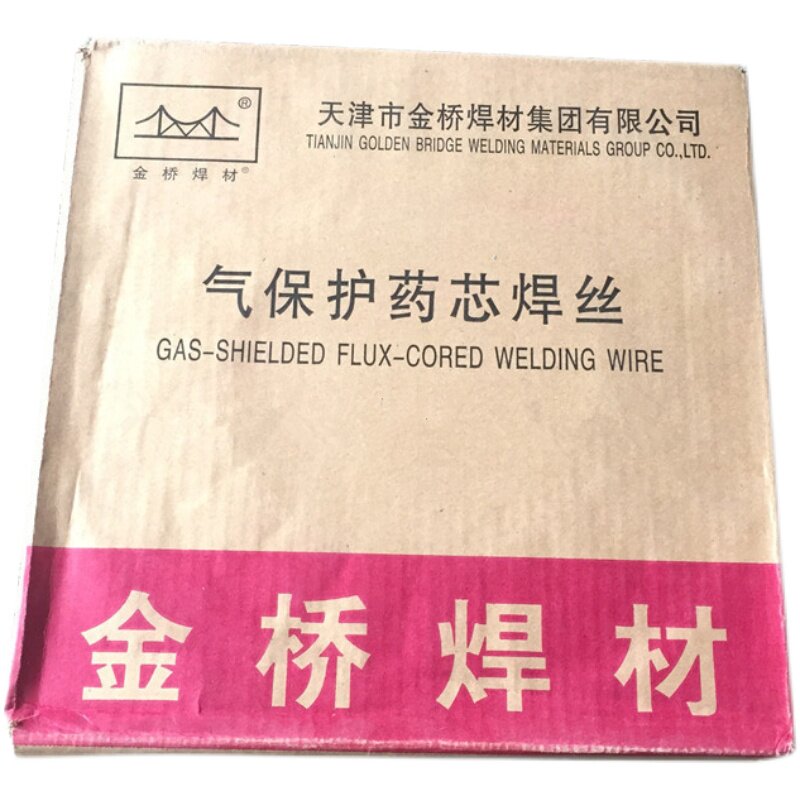 ®
金桥焊材®
天津市金桥焊材集团有限公司
TIANJIN GOLDEN BRIDGE WELDING MATERIALS GROUP CO.,LTD.
气保护药芯焊丝
GAS-SHIELDED FLUX-CORED WELDING WIRE
金桥焊材